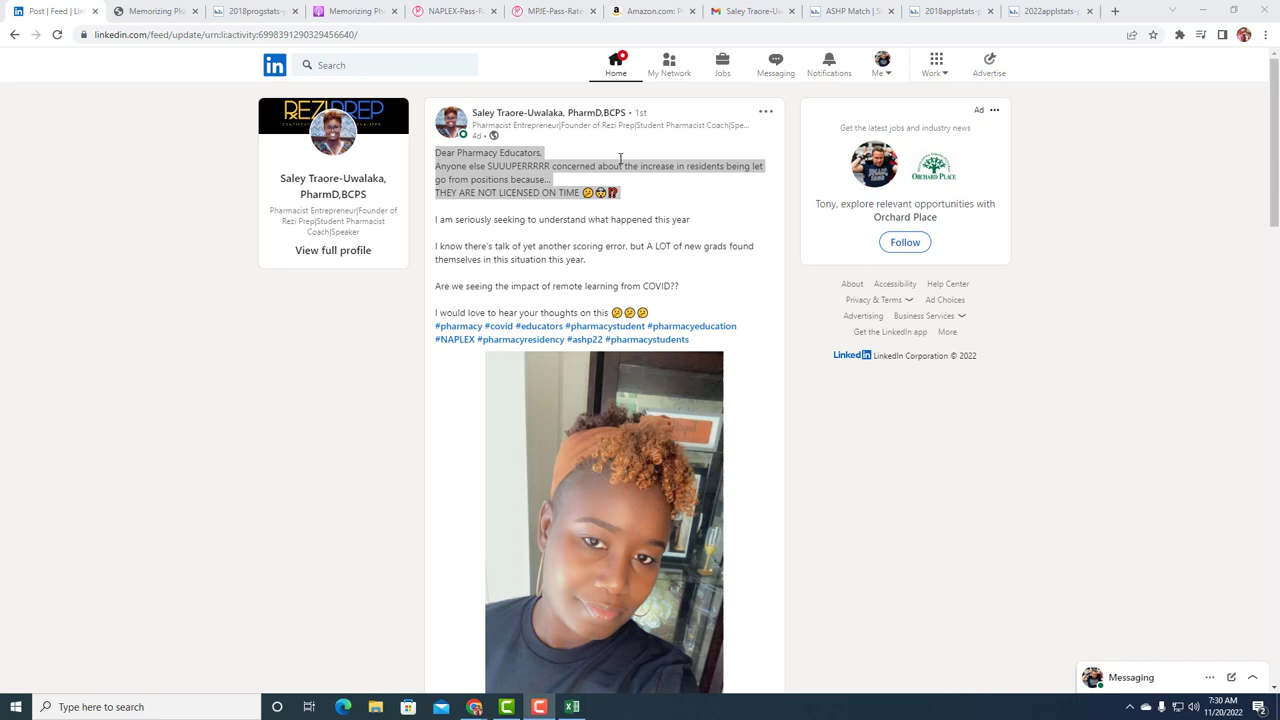 Post | Feed | Lin
Memorizing Pha
2018progstats-p
Memorizing Pha
NAPLEX-Pass-Rat
MPJE-Pass-Rate-
Amazon.com: P
Saley Traore-Uw
ASHP Match | S
2020applstats-p
2022applstats-p
linkedin.com/feed/update/urn:li:activity:6998391290329456640/
in
Search
Home
My Network
Jobs
Messaging
Notifications
Me
Work
Advertise
REZI PREP
Saley Traore-Uwalaka,
PharmD,BCPS
Pharmacist Entrepreneur|Founder of
Rezi Prep|Student Pharmacist
Coach|Speaker
View full profile
Saley Traore-Uwalaka, PharmD,BCPS • 1st
Pharmacist Entrepreneur|Founder of Rezi Prep|Student Pharmacist Coach|Spe...
4d •
Dear Pharmacy Educators,
Anyone else SUUUPERRRRR concerned about the increase in residents being let
go from positions because...
THEY ARE NOT LICENSED ON TIME
I am seriously seeking to understand what happened this year
I know there's talk of yet another scoring error, but A LOT of new grads found
themselves in this situation this year.
Are we seeing the impact of remote learning from COVID??
I would love to hear your thoughts on this
#pharmacy #covid #educators #pharmacystudent #pharmacyeducation
#NAPLEX #pharmacyresidency #ashp22 #pharmacystudents
Ad
Get the latest jobs and industry news
ORCHARD PLACE
Tony, explore relevant opportunities with
Orchard Place
Follow
About Accessibility Help Center
Privacy & Terms Ad Choices
Advertising Business Services
Get the LinkedIn app More
LinkedIn LinkedIn Corporation © 2022
Messaging
Type here to search
7:30 AM
11/20/2022
2